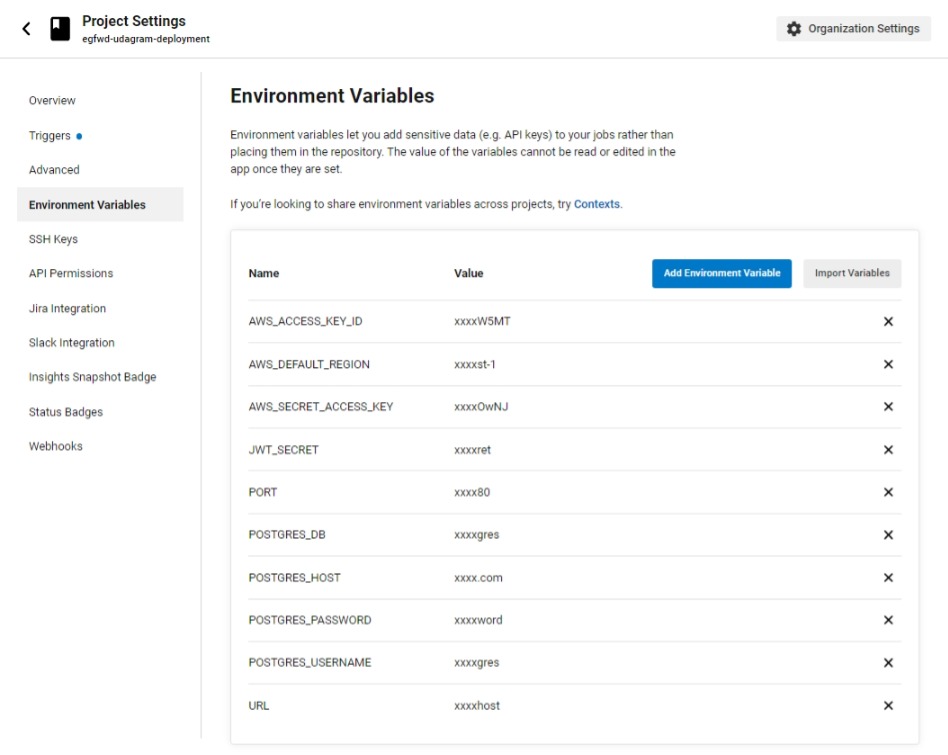 Project Settings
egfwd-udagram-deployment
Organization Settings
Overview
Triggers
Advanced
Environment Variables
SSH Keys
API Permissions
Jira Integration
Slack Integration
Insights Snapshot Badge
Status Badges
Webhooks
Environment Variables
Environment variables let you add sensitive data (e.g. API keys) to your jobs rather than
placing them in the repository. The value of the variables cannot be read or edited in the
app once they are set.
If you're looking to share environment variables across projects, try Contexts.
Name Value Add Environment Variable Import Variables
AWS_ACCESS_KEY_ID xxxxW5MT
AWS_DEFAULT_REGION xxxxst-1
AWS_SECRET_ACCESS_KEY xxxxOwNJ
JWT_SECRET xxxxret
PORT xxxx80
POSTGRES_DB xxxxgres
POSTGRES_HOST xxxx.com
POSTGRES_PASSWORD xxxxword
POSTGRES_USERNAME xxxxgres
URL xxxxhost